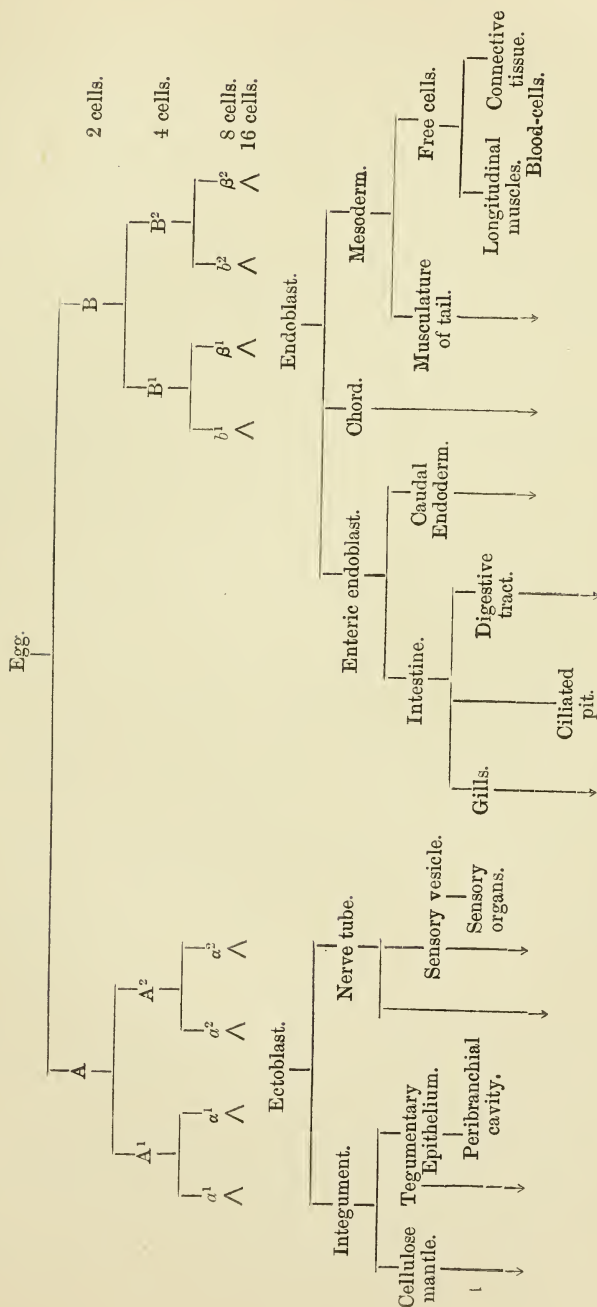 Egg.
A
B
2 cells.
A¹
A²
B¹
B²
4 cells.
a¹
α¹
a²
α²
b¹
β¹
b²
β²
8 cells.
16 cells.
Ectoblast.
Endoblast.
Integument.
Nerve tube.
Enteric endoblast.
Chord.
Mesoderm.
Cellulose
mantle.
Tegumentary
Epithelium.
Peribranchial
cavity.
Sensory vesicle.
Sensory
organs.
Intestine.
Caudal
Endoderm.
Musculature
of tail.
Free cells.
Gills.
Ciliated
pit.
Digestive
tract.
Longitudinal
muscles.
Connective
tissue.
Blood-cells.